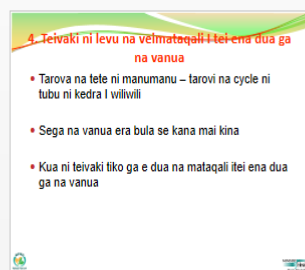 4. Teivaki ni levu na veimataqali I tei ena dua ga
na vanua
• Tarova na tete ni manumanu – tarovi na cycle ni
tubu ni kedra I wiliwili
• Sega na vanua era bula se kana mai kina
• Kua ni teivaki tiko ga e dua na mataqali itei ena dua
ga na vanua